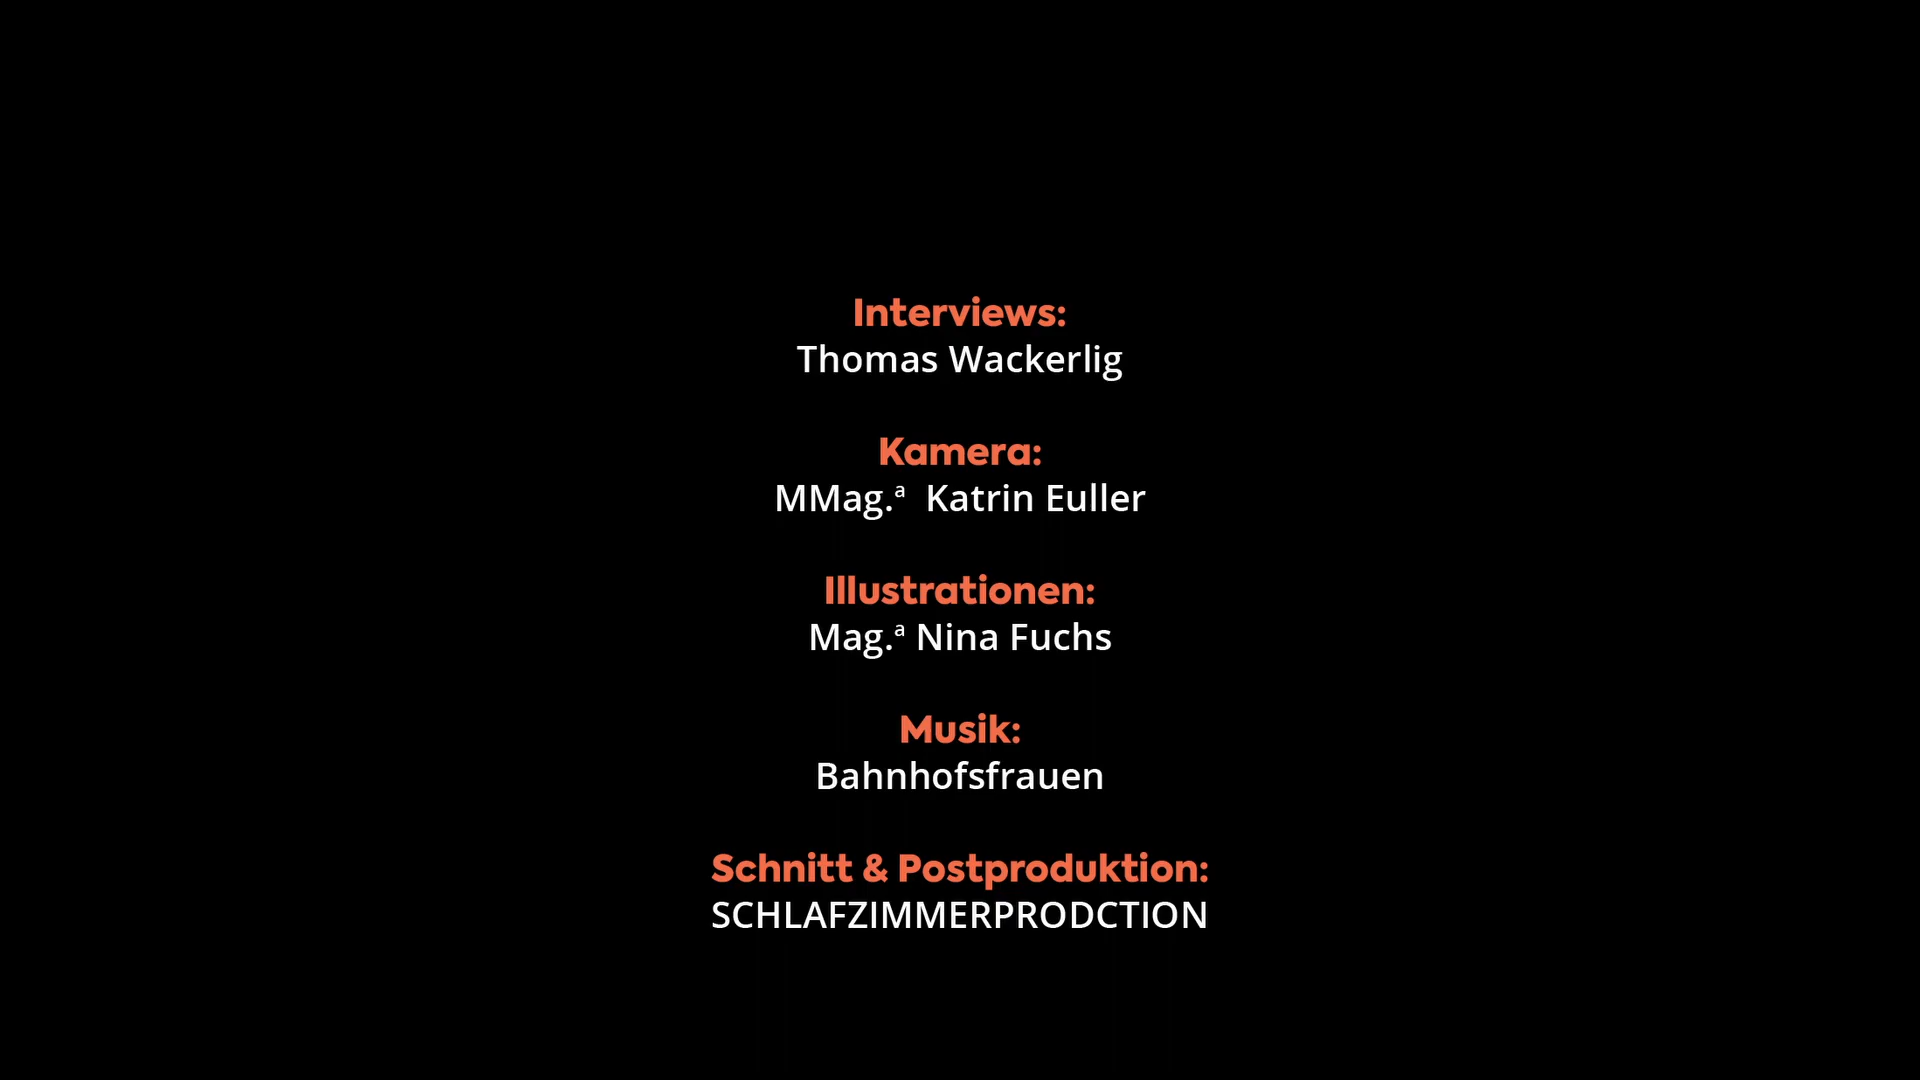 Interviews:
Thomas Wackerlig
Kamera:
MMag.ª Katrin Euller
Illustrationen:
Mag.ª Nina Fuchs
Musik:
Bahnhofsfrauen
Schnitt & Postproduktion:
SCHLAFZIMMERPRODCTION